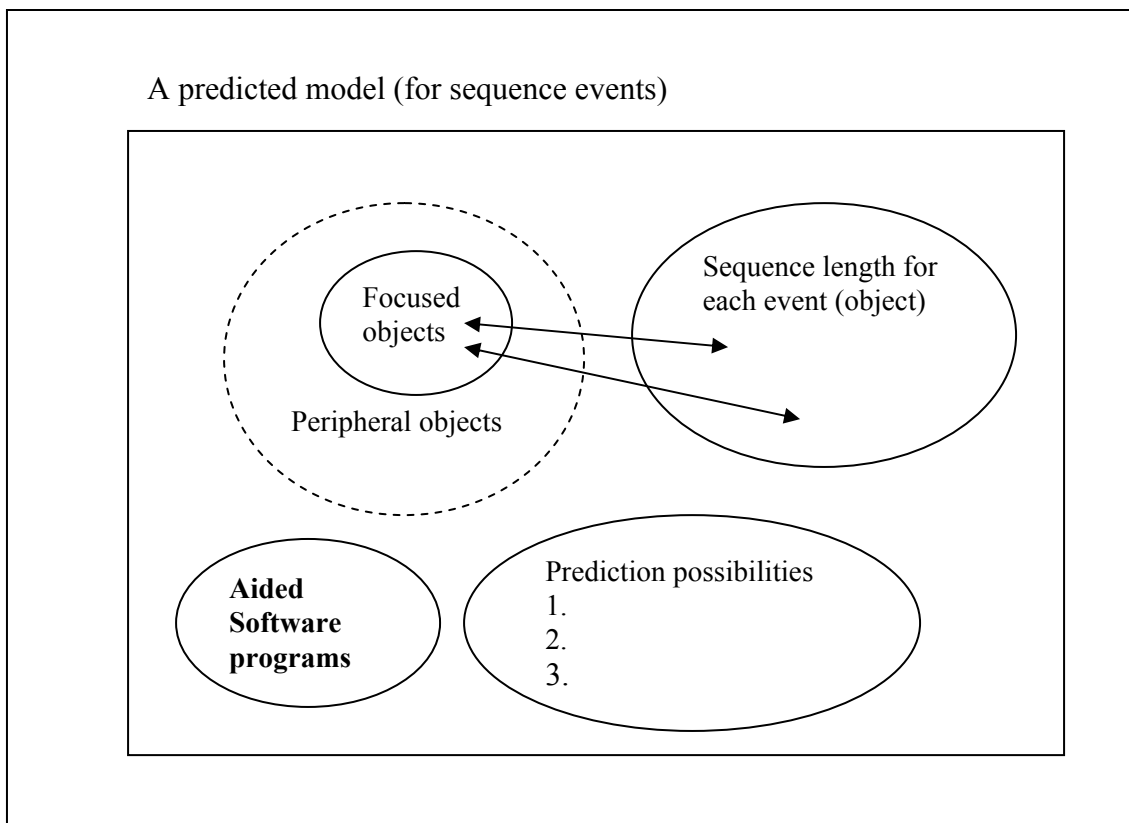 A predicted model (for sequence events)
Focused
objects
Peripheral objects
Sequence length for
each event (object)
Aided
Software
programs
Prediction possibilities
1.
2.
3.